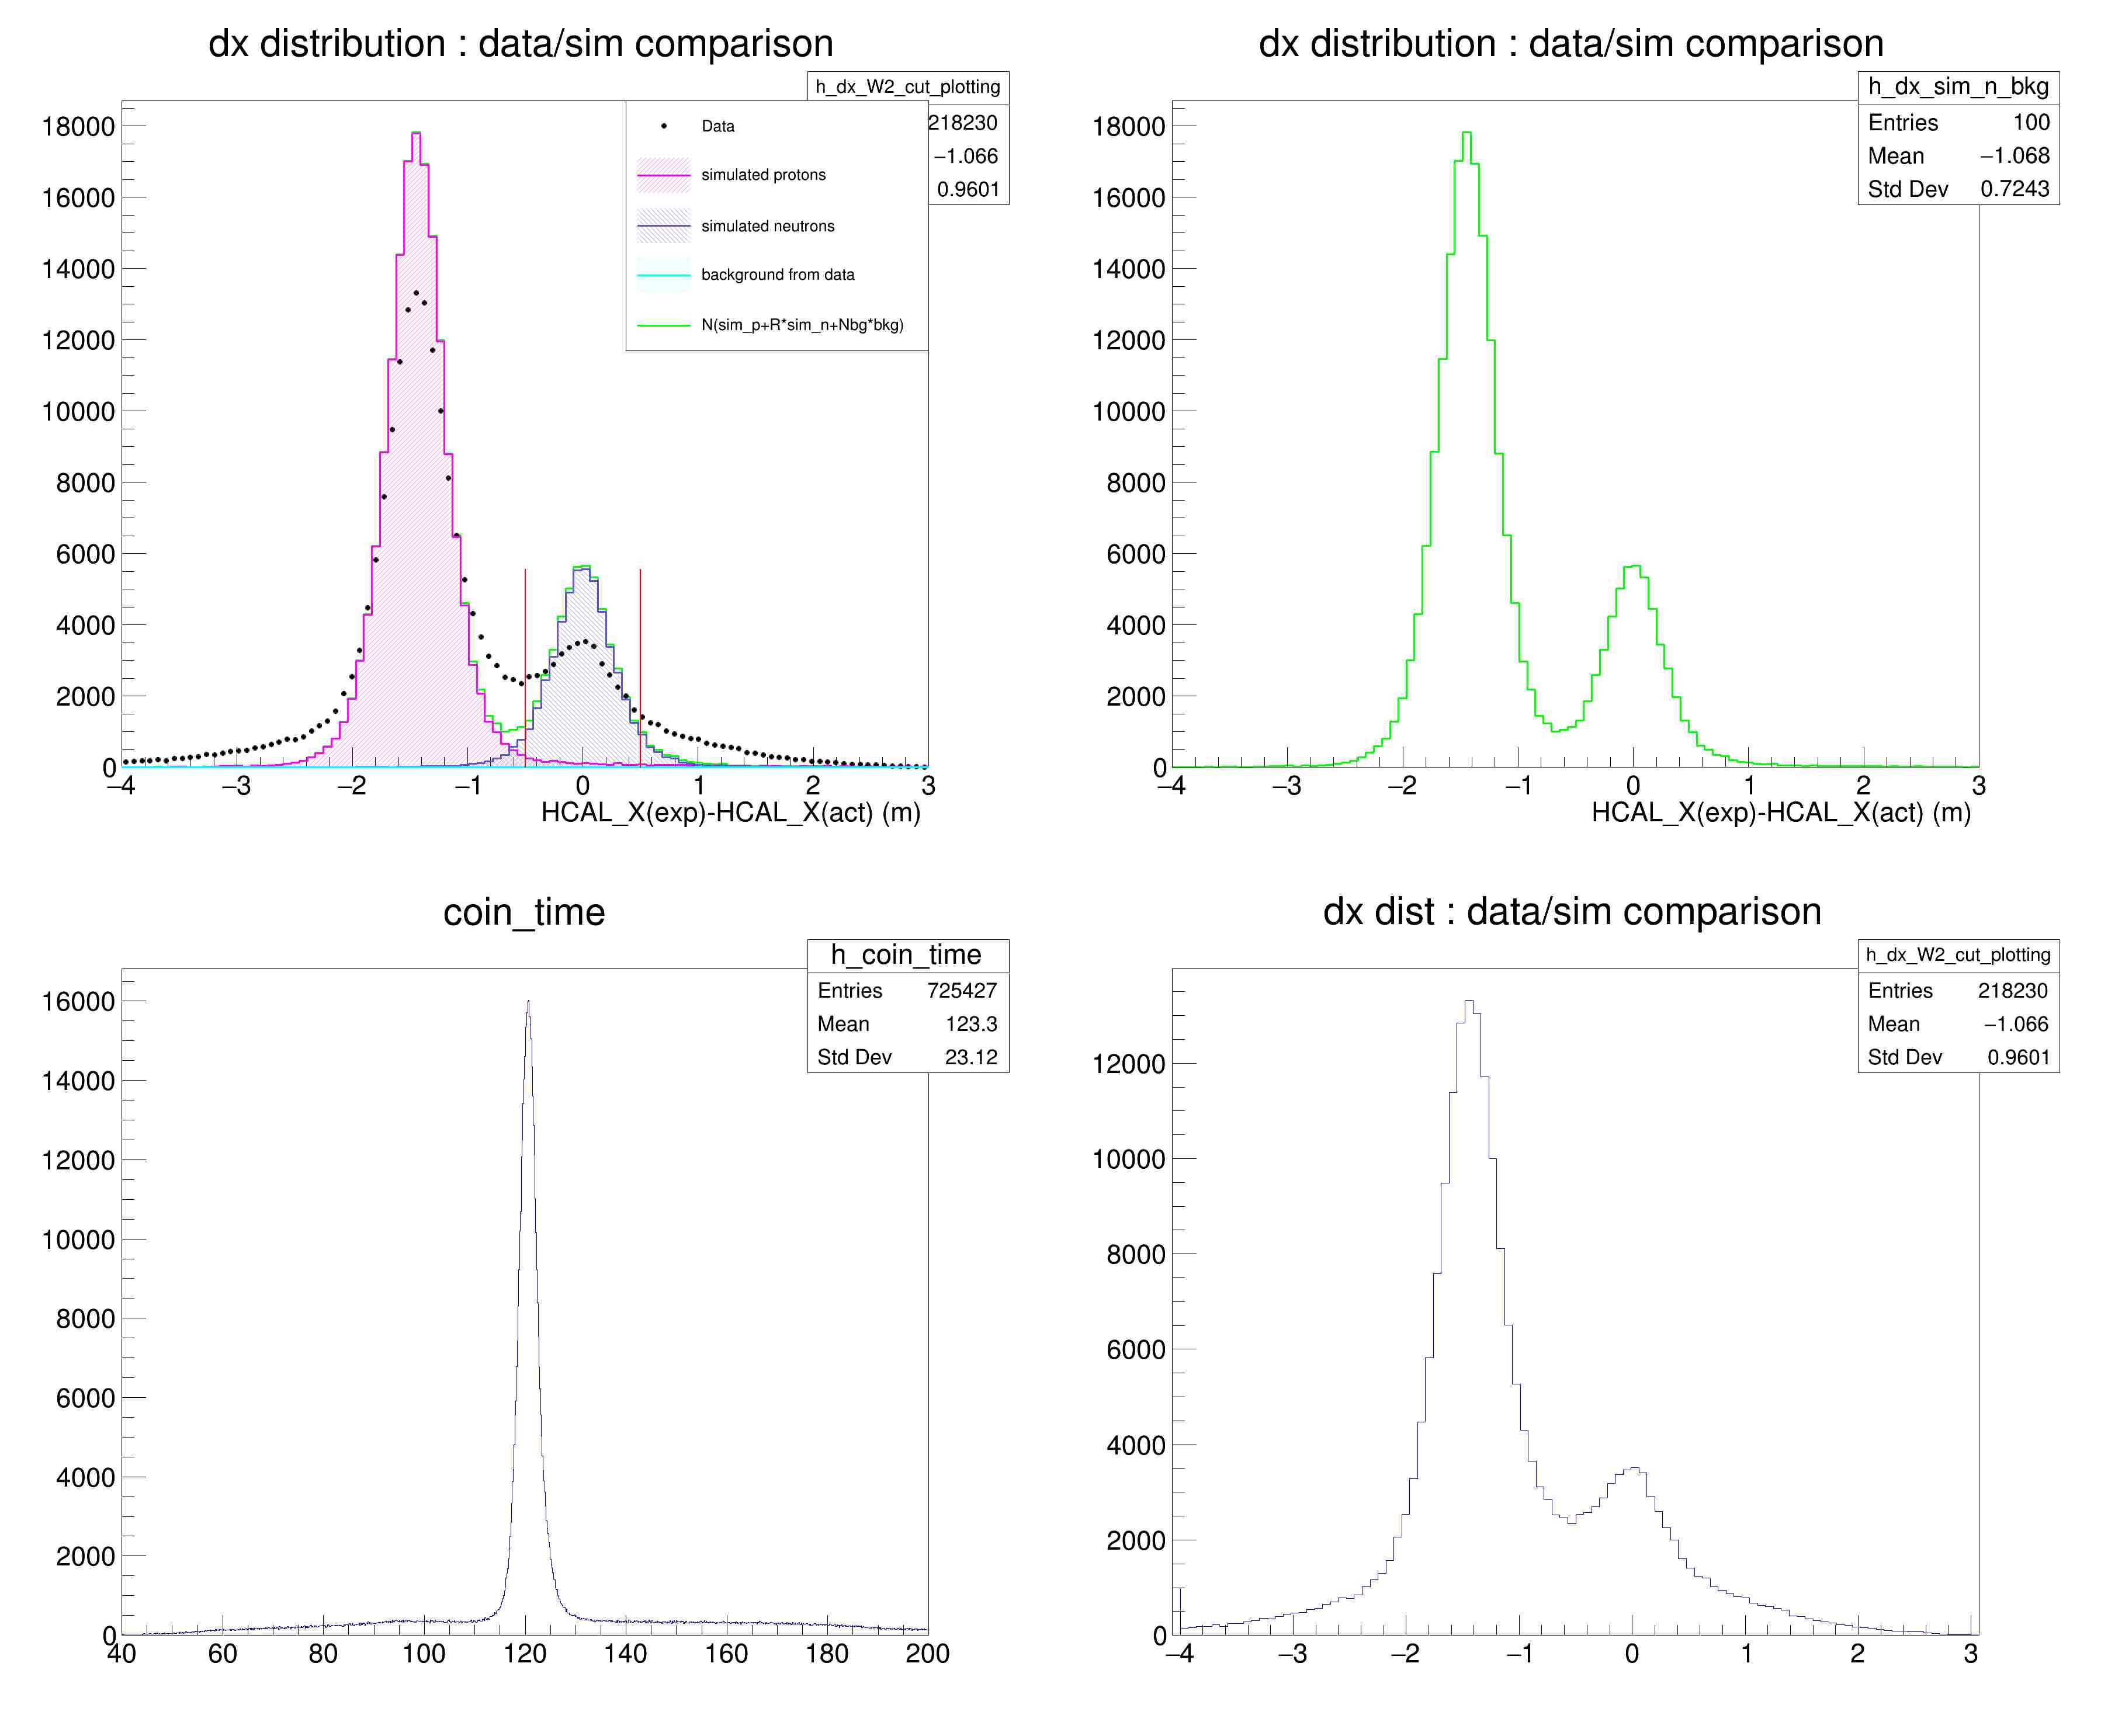 dx distribution : data/sim comparison
h_dx_W2_cut_plotting
218230
−1.066
0.9601
Data
simulated protons
simulated neutrons
background from data
N(sim_p+R*sim_n+Nbg*bkg)
18000
16000
14000
12000
10000
8000
6000
4000
2000
0
−4 −3 −2 −1 0 1 2 3
HCAL_X(exp)-HCAL_X(act) (m)
dx distribution : data/sim comparison
h_dx_sim_n_bkg
Entries 100
Mean −1.068
Std Dev 0.7243
18000
16000
14000
12000
10000
8000
6000
4000
2000
0
−4 −3 −2 −1 0 1 2 3
HCAL_X(exp)-HCAL_X(act) (m)
coin_time
h_coin_time
Entries 725427
Mean 123.3
Std Dev 23.12
16000
14000
12000
10000
8000
6000
4000
2000
0
40 60 80 100 120 140 160 180 200
dx dist : data/sim comparison
h_dx_W2_cut_plotting
Entries 218230
Mean −1.066
Std Dev 0.9601
12000
10000
8000
6000
4000
2000
0
−4 −3 −2 −1 0 1 2 3